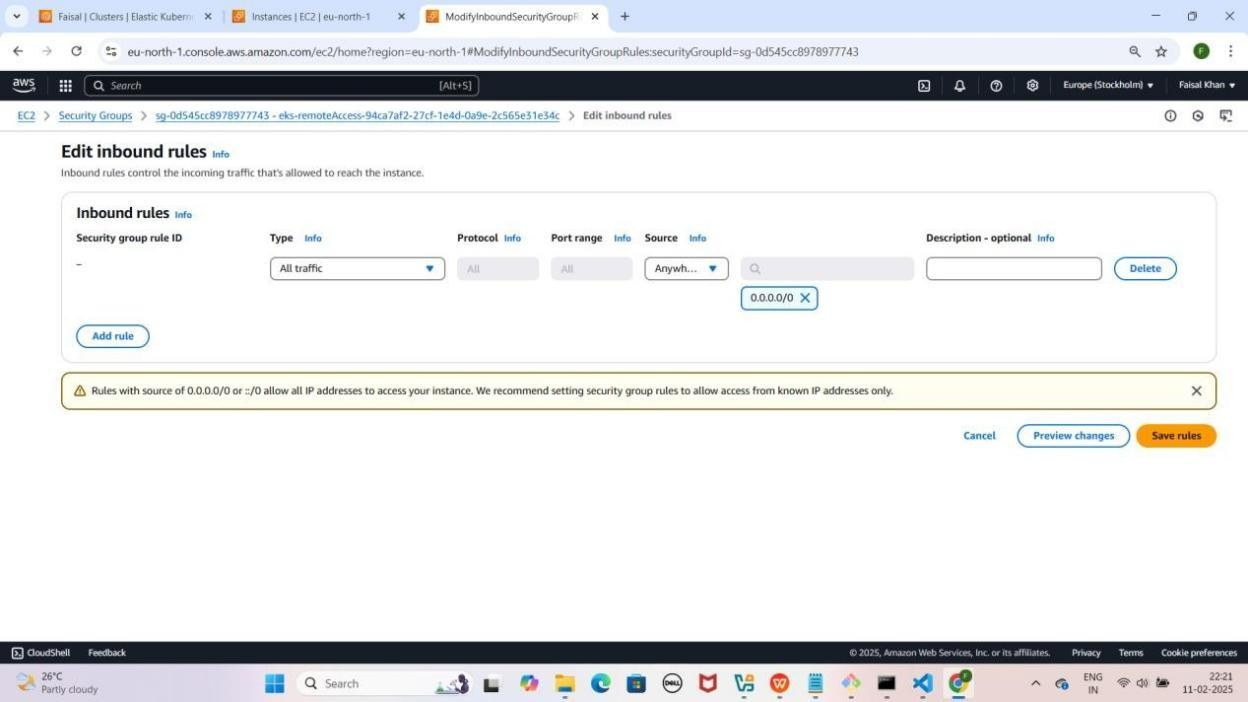 Faisal | Clusters | Elastic Kubern
Instances | EC2 | eu-north-1
ModifyInboundSecurityGroupR
eu-north-1.console.aws.amazon.com/ec2/home?region=eu-north-1#ModifyInboundSecurityGroupRules:securityGroupId=sg-0d545cc8978977743
F
aws
Search
[Alt+S]
Europe (Stockholm)
Faisal Khan
EC2
Security Groups
sg-0d545cc8978977743 - eks-remoteAccess-94ca7af2-27cf-1e4d-0a9e-2c565e31e34c
Edit inbound rules
Edit inbound rules Info
Inbound rules control the incoming traffic that's allowed to reach the instance.
Inbound rules Info
Security group rule ID
Type Info
Protocol Info
Port range Info
Source Info
Description - optional Info
–
All traffic
All
All
Anywh...
Delete
0.0.0.0/0
Add rule
Rules with source of 0.0.0.0/0 or ::/0 allow all IP addresses to access your instance. We recommend setting security group rules to allow access from known IP addresses only.
Cancel
Preview changes
Save rules
CloudShell
Feedback
© 2025, Amazon Web Services, Inc. or its affiliates.
Privacy
Terms
Cookie preferences
26°C
Partly cloudy
Search
DELL
ENG
IN
22:21
11-02-2025